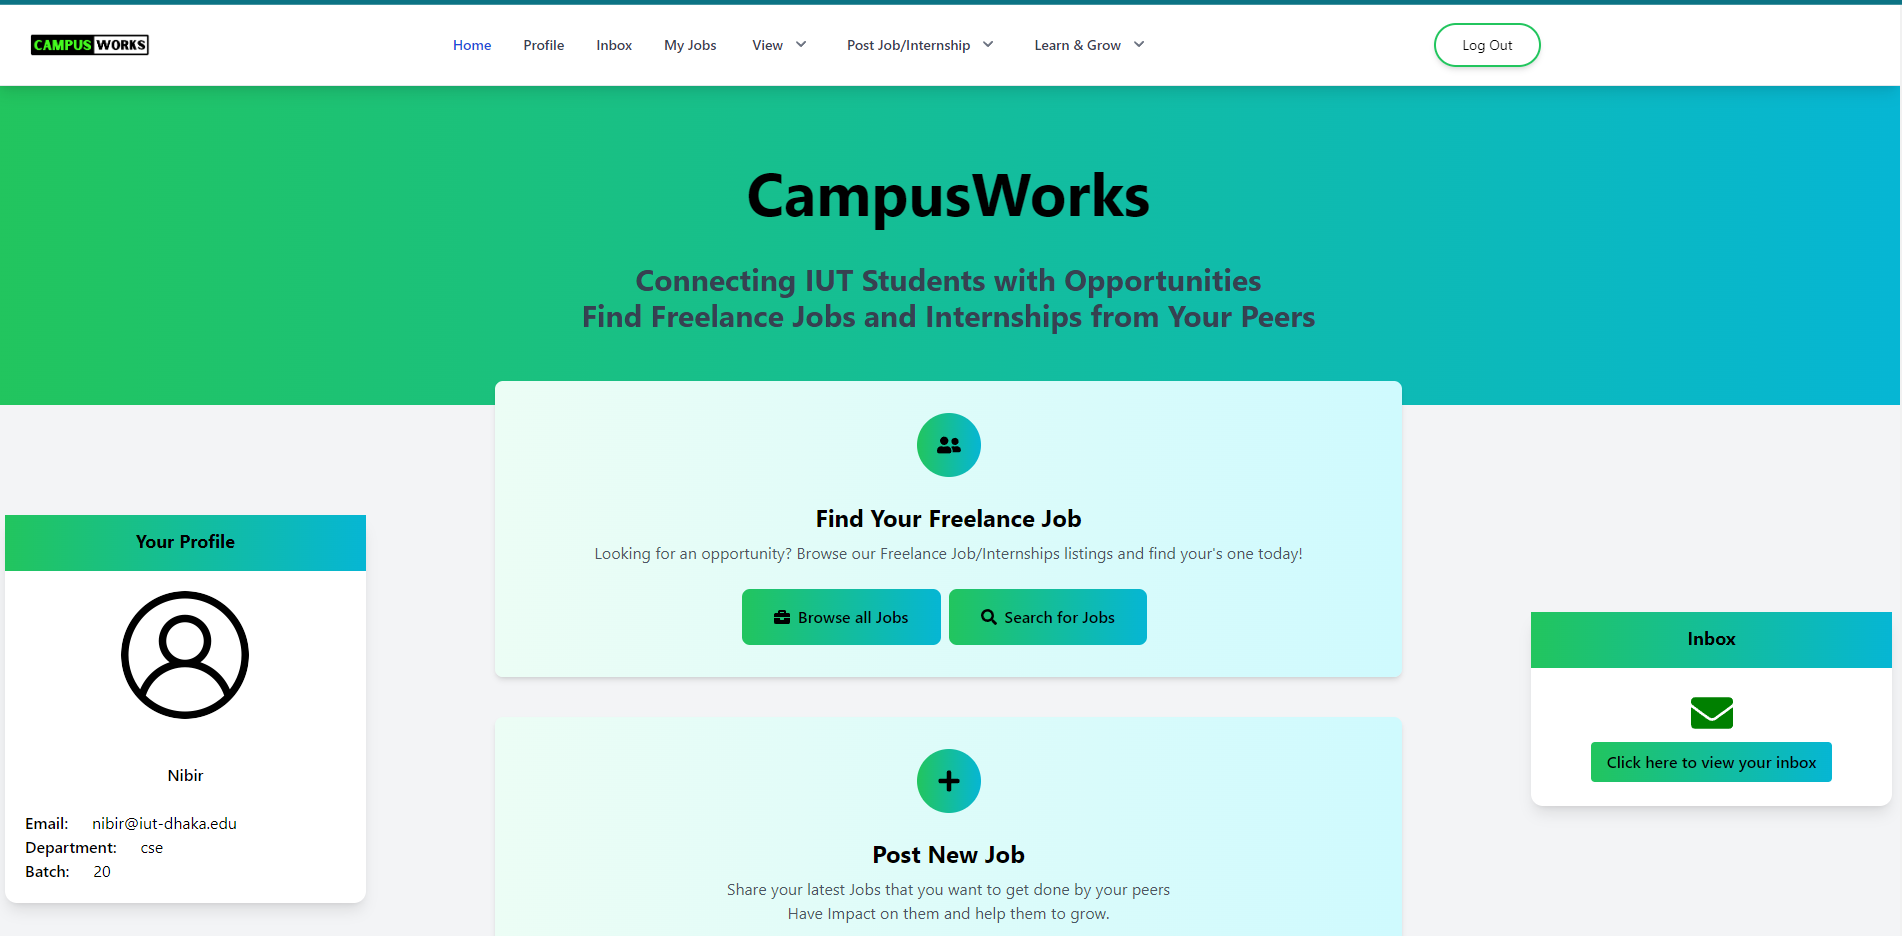 CAMPUS WORKS
Home Profile Inbox My Jobs View Post Job/Internship Learn & Grow Log Out
CampusWorks
Connecting IUT Students with Opportunities
Find Freelance Jobs and Internships from Your Peers
Find Your Freelance Job
Looking for an opportunity? Browse our Freelance Job/Internships listings and find your's one today!
Browse all Jobs Search for Jobs
Your Profile
Nibir
Email: nibir@iut-dhaka.edu
Department: cse
Batch: 20
Inbox
Click here to view your inbox
Post New Job
Share your latest Jobs that you want to get done by your peers
Have Impact on them and help them to grow.